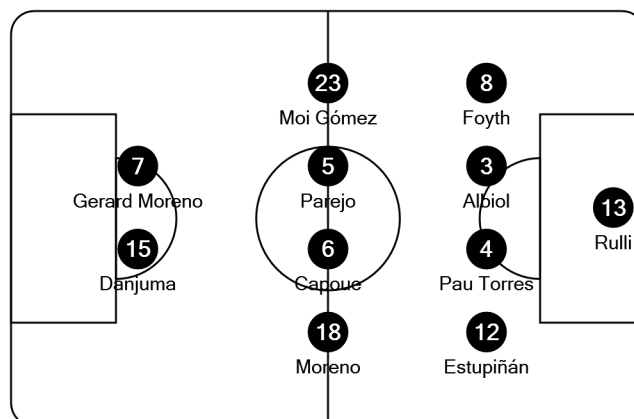 23
Moi Gómez
8
Foyth
7
Gerard Moreno
5
Parejo
3
Albiol
13
Rulli
15
Danjuma
6
Capoue
4
Pau Torres
18
Moreno
12
Estupiñán